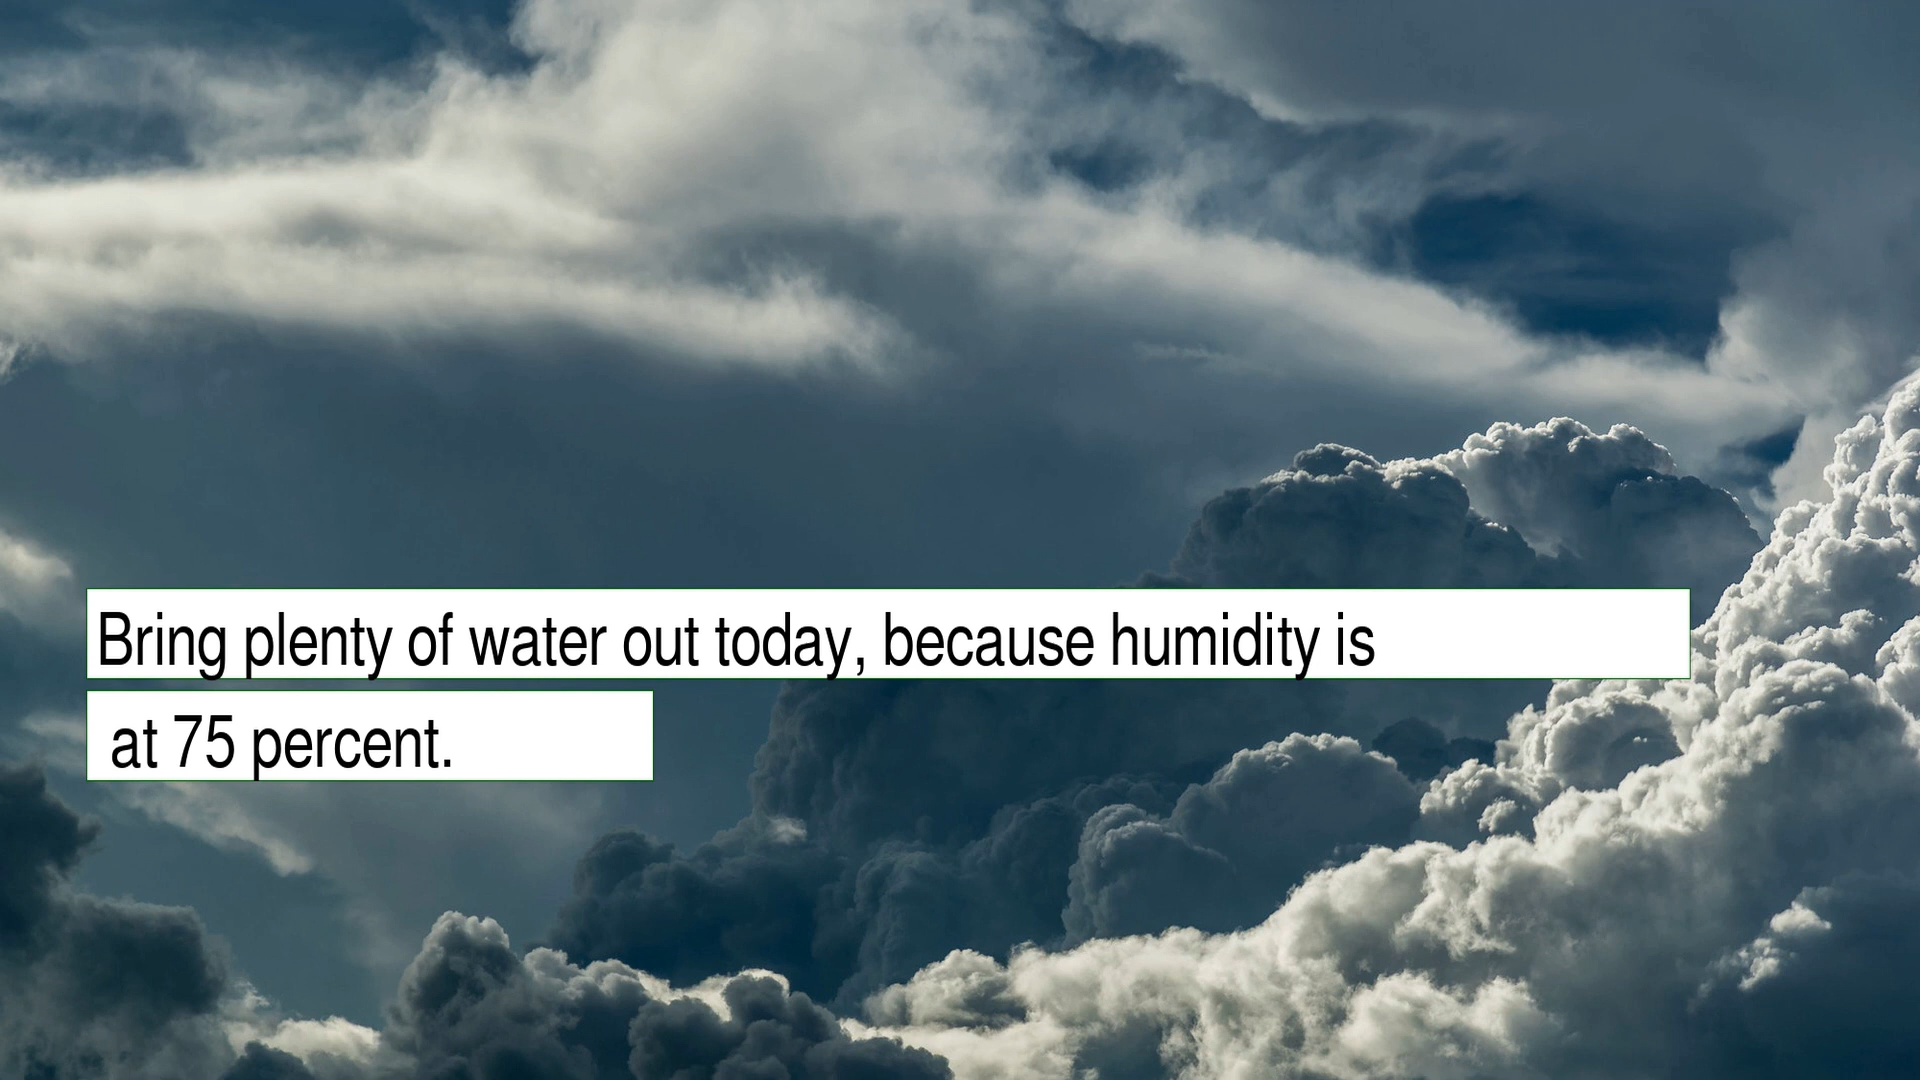 Bring plenty of water out today, because humidity is
at 75 percent.